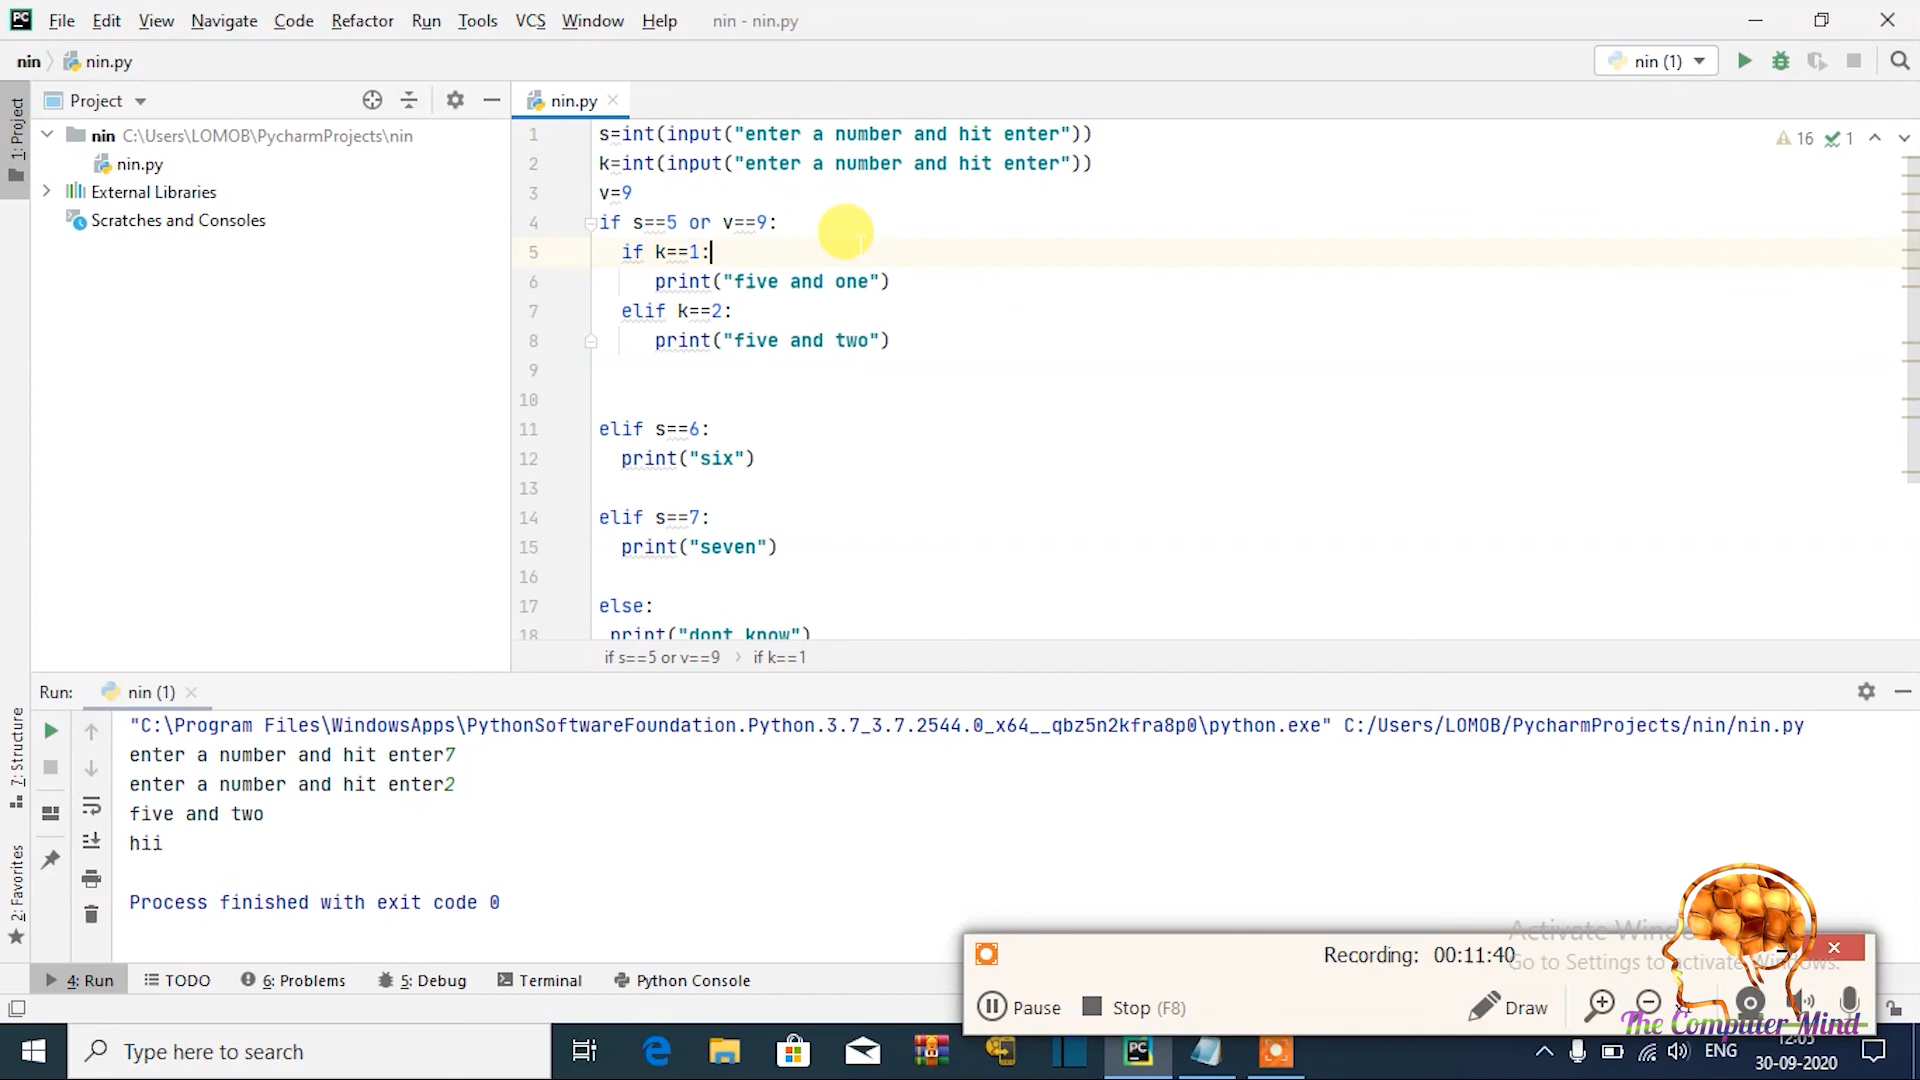 PC File Edit View Navigate Code Refactor Run Tools VCS Window Help nin - nin.py
nin nin.py nin (1)
1: Project
Project
nin C:\Users\LOMOB\PycharmProjects\nin
nin.py
External Libraries
Scratches and Consoles
nin.py
16 1
1 s=int(input("enter a number and hit enter"))
2 k=int(input("enter a number and hit enter"))
3 v=9
4 if s==5 or v==9:
5 if k==1:
6 print("five and one")
7 elif k==2:
8 print("five and two")
9
10
11 elif s==6:
12 print("six")
13
14 elif s==7:
15 print("seven")
16
17 else:
18 print("dont know")
if s==5 or v==9 › if k==1
Run: nin (1)
7: Structure
2: Favorites
"C:\Program Files\WindowsApps\PythonSoftwareFoundation.Python.3.7_3.7.2544.0_x64__qbz5n2kfra8p0\python.exe" C:/Users/LOMOB/PycharmProjects/nin/nin.py
enter a number and hit enter7
enter a number and hit enter2
five and two
hii
Process finished with exit code 0
Recording: 00:11:40
Go to Settings to activate Windows.
Pause Stop (F8) Draw
The Computer Mind
4: Run TODO 6: Problems 5: Debug Terminal Python Console
Type here to search
PC
ENG
12:05
30-09-2020